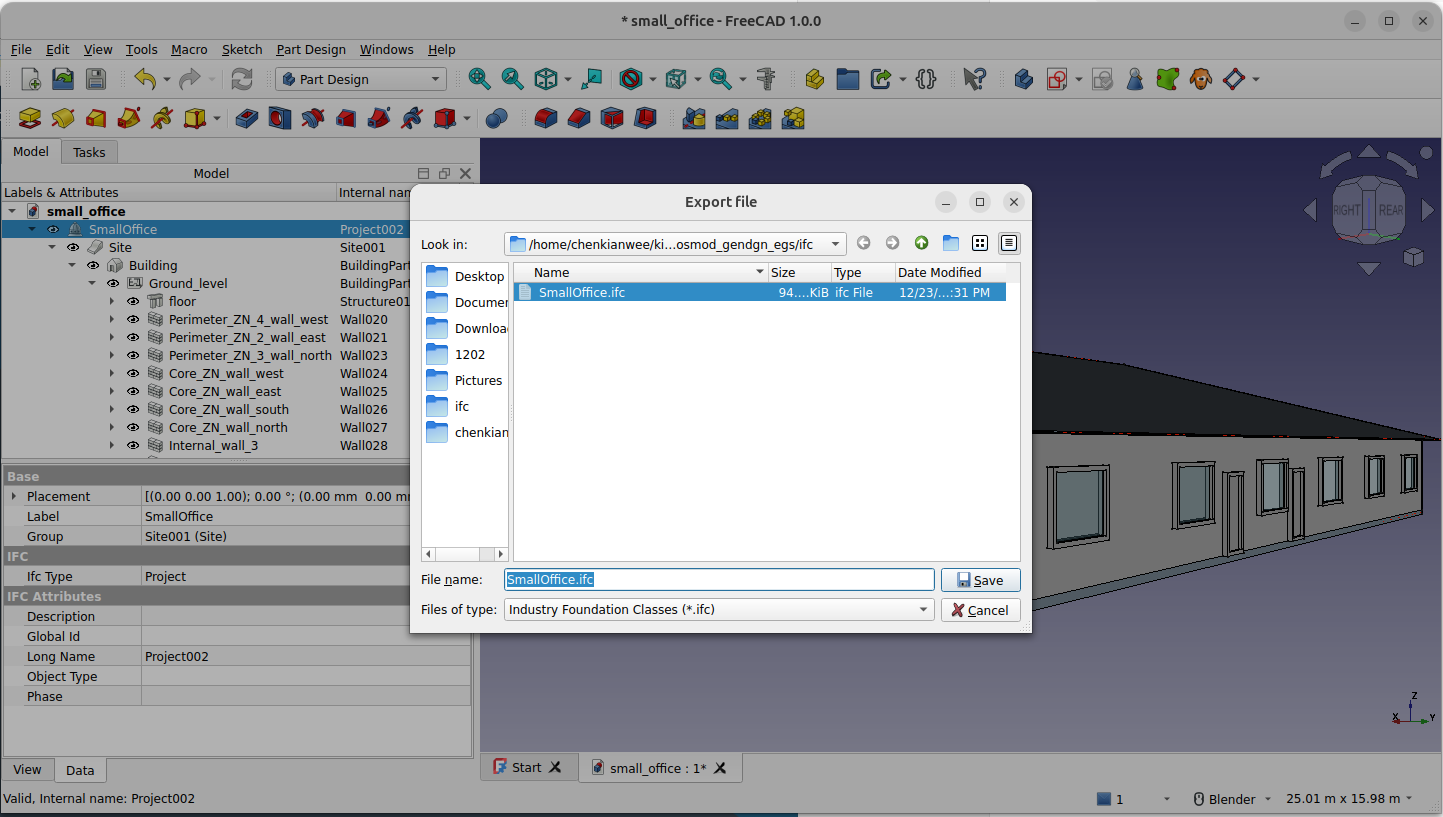 * small_office - FreeCAD 1.0.0
File Edit View Tools Macro Sketch Part Design Windows Help
Part Design
Model Tasks
Model
Labels & Attributes Internal nar
small_office
SmallOffice Project002
Site Site001
Building BuildingPart
Ground_level BuildingPart
floor Structure01
Perimeter_ZN_4_wall_west Wall020
Perimeter_ZN_2_wall_east Wall021
Perimeter_ZN_3_wall_north Wall023
Core_ZN_wall_west Wall024
Core_ZN_wall_east Wall025
Core_ZN_wall_south Wall026
Core_ZN_wall_north Wall027
Internal_wall_3 Wall028
Base
Placement [(0.00 0.00 1.00); 0.00 °; (0.00 mm 0.00 mr
Label SmallOffice
Group Site001 (Site)
IFC
Ifc Type Project
IFC Attributes
Description
Global Id
Long Name Project002
Object Type
Phase
View Data
Valid, Internal name: Project002
Export file
Look in: /home/chenkianwee/ki...osmod_gendgn_egs/ifc
Desktop
Documer
Downloa
1202
Pictures
ifc
chenkian
Name Size Type Date Modified
SmallOffice.ifc 94....KiB ifc File 12/23/...:31 PM
File name: SmallOffice.ifc Save
Files of type: Industry Foundation Classes (*.ifc) Cancel
RIGHT REAR
Z
X Y
Start small_office : 1*
1 Blender 25.01 m x 15.98 m